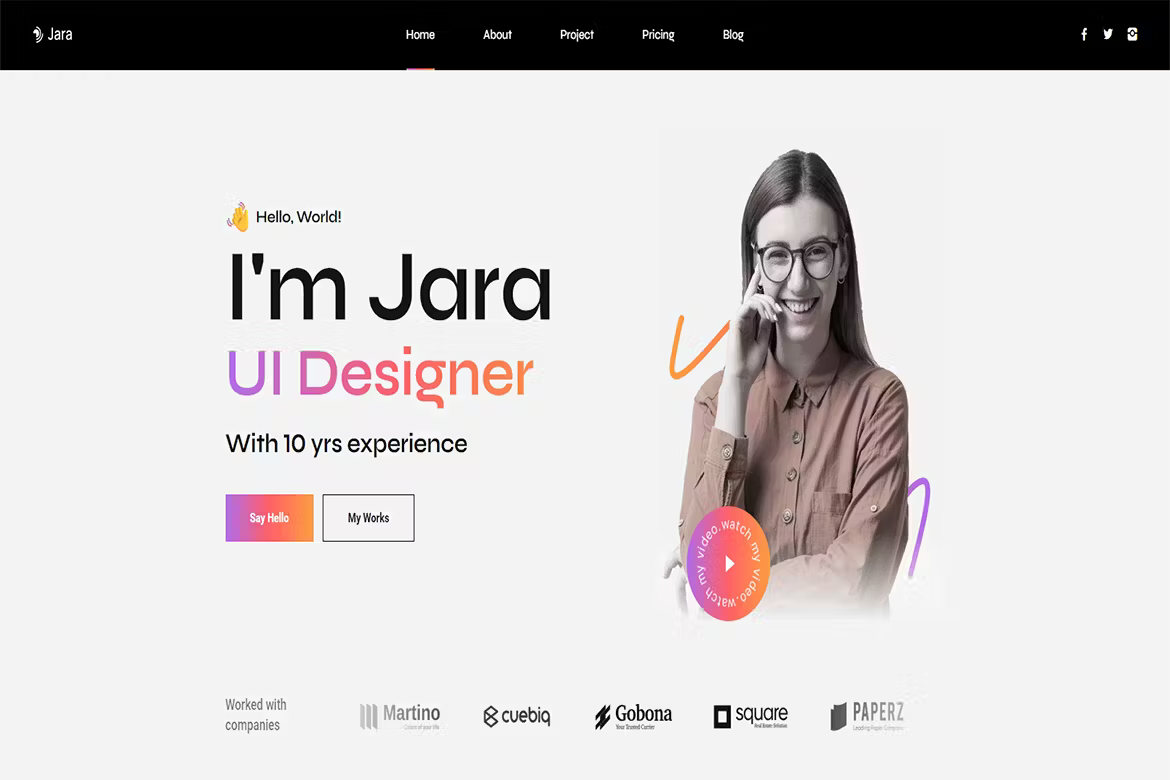 Jara
Home About Project Pricing Blog
Hello, World!
I'm Jara
UI Designer
With 10 yrs experience
Say Hello
My Works
watch my video.watch my video.
Worked with
companies
Martino
cuebiq
Gobona
Your Trusted Currier
square
Real Estate Solution
PAPERZ
Leading Paper Company